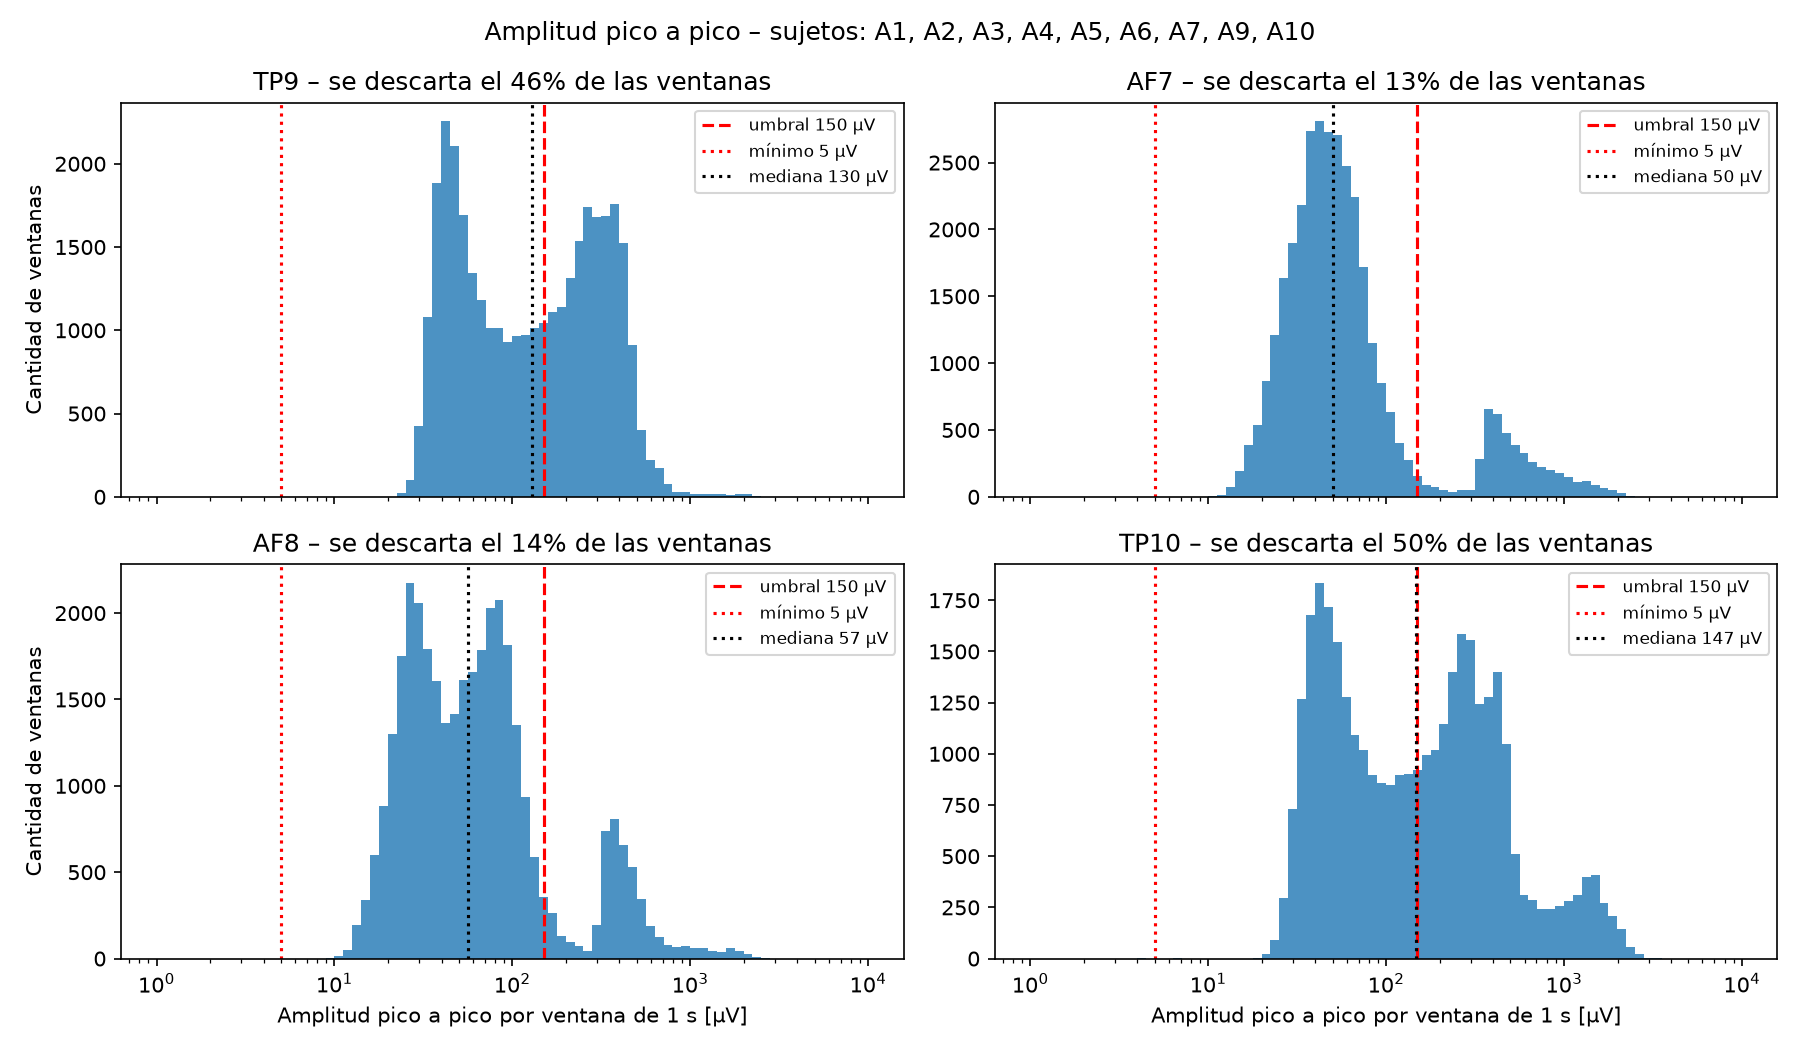 Amplitud pico a pico – sujetos: A1, A2, A3, A4, A5, A6, A7, A9, A10
TP9 – se descarta el 46% de las ventanas
umbral 150 µV
mínimo 5 µV
mediana 130 µV
Cantidad de ventanas
2000
1500
1000
500
0
AF7 – se descarta el 13% de las ventanas
umbral 150 µV
mínimo 5 µV
mediana 50 µV
2500
2000
1500
1000
500
0
AF8 – se descarta el 14% de las ventanas
umbral 150 µV
mínimo 5 µV
mediana 57 µV
Cantidad de ventanas
2000
1500
1000
500
0
10⁰ 10¹ 10² 10³ 10⁴
Amplitud pico a pico por ventana de 1 s [µV]
TP10 – se descarta el 50% de las ventanas
umbral 150 µV
mínimo 5 µV
mediana 147 µV
1750
1500
1250
1000
750
500
250
0
10⁰ 10¹ 10² 10³ 10⁴
Amplitud pico a pico por ventana de 1 s [µV]